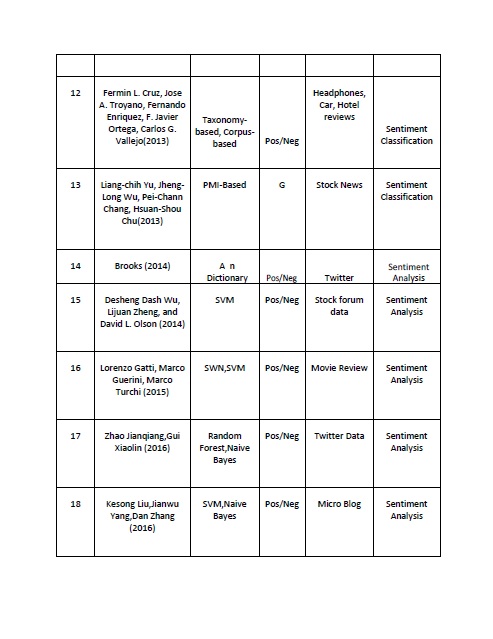 12
Fermin L. Cruz, Jose
A. Troyano, Fernando
Enriquez, F. Javier
Ortega, Carlos G.
Vallejo(2013)
Taxonomy-
based, Corpus-
based
Pos/Neg
Headphones,
Car, Hotel
reviews
Sentiment
Classification
13
Liang-chih Yu, Jheng-
Long Wu, Pei-Chann
Chang, Hsuan-Shou
Chu(2013)
PMI-Based
G
Stock News
Sentiment
Classification
14
Brooks (2014)
A n
Dictionary
Pos/Neg
Twitter
Sentiment
Analysis
15
Desheng Dash Wu,
Lijuan Zheng, and
David L. Olson (2014)
SVM
Pos/Neg
Stock forum
data
Sentiment
Analysis
16
Lorenzo Gatti, Marco
Guerini, Marco
Turchi (2015)
SWN,SVM
Pos/Neg
Movie Review
Sentiment
Analysis
17
Zhao Jianqiang,Gui
Xiaolin (2016)
Random
Forest,Naive
Bayes
Pos/Neg
Twitter Data
Sentiment
Analysis
18
Kesong Liu,Jianwu
Yang,Dan Zhang
(2016)
SVM,Naive
Bayes
Pos/Neg
Micro Blog
Sentiment
Analysis